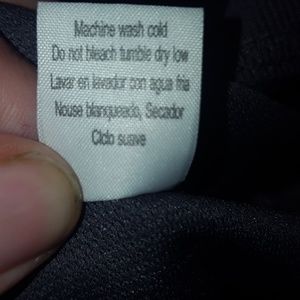 Machine wash cold
Do not bleach tumble dry low
Lavar en lavador con agua fria
Nouse blanqueado, Secador
Ciclo suave